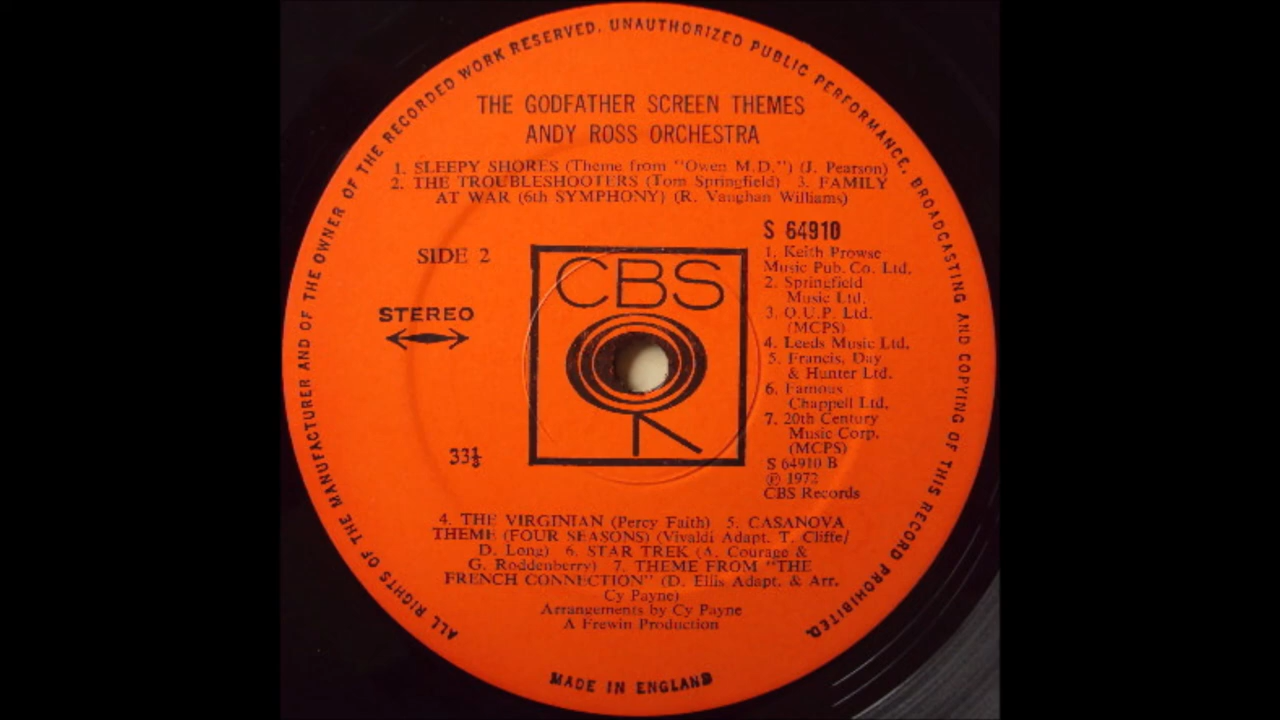 ALL RIGHTS OF THE MANUFACTURER AND OF THE OWNER OF THE RECORDED WORK RESERVED. UNAUTHORIZED PUBLIC PERFORMANCE, BROADCASTING AND COPYING OF THIS RECORD PROHIBITED.
THE GODFATHER SCREEN THEMES
ANDY ROSS ORCHESTRA
1. SLEEPY SHORES (Theme from "Owen M.D.") (J. Pearson)
2. THE TROUBLESHOOTERS (Tom Springfield) 3. FAMILY
AT WAR (6th SYMPHONY) (R. Vaughan Williams)
SIDE 2
STEREO
33⅓
CBS
S 64910
1. Keith Prowse
Music Pub. Co. Ltd.
2. Springfield
Music Ltd.
3. O.U.P. Ltd.
(MCPS)
4. Leeds Music Ltd.
5. Francis, Day
& Hunter Ltd.
6. Famous
Chappell Ltd.
7. 20th Century
Music Corp.
(MCPS)
S 64910 B
℗ 1972
CBS Records
4. THE VIRGINIAN (Percy Faith) 5. CASANOVA
THEME (FOUR SEASONS) (Vivaldi Adapt. T. Cliffe/
D. Long) 6. STAR TREK (A. Courage &
G. Roddenberry) 7. THEME FROM "THE
FRENCH CONNECTION" (D. Ellis Adapt. & Arr.
Cy Payne)
Arrangements by Cy Payne
A Frewin Production
MADE IN ENGLAND